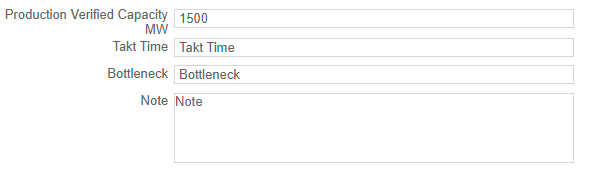 Production Verified Capacity 1500
MW
Takt Time Takt Time
Bottleneck Bottleneck
Note Note